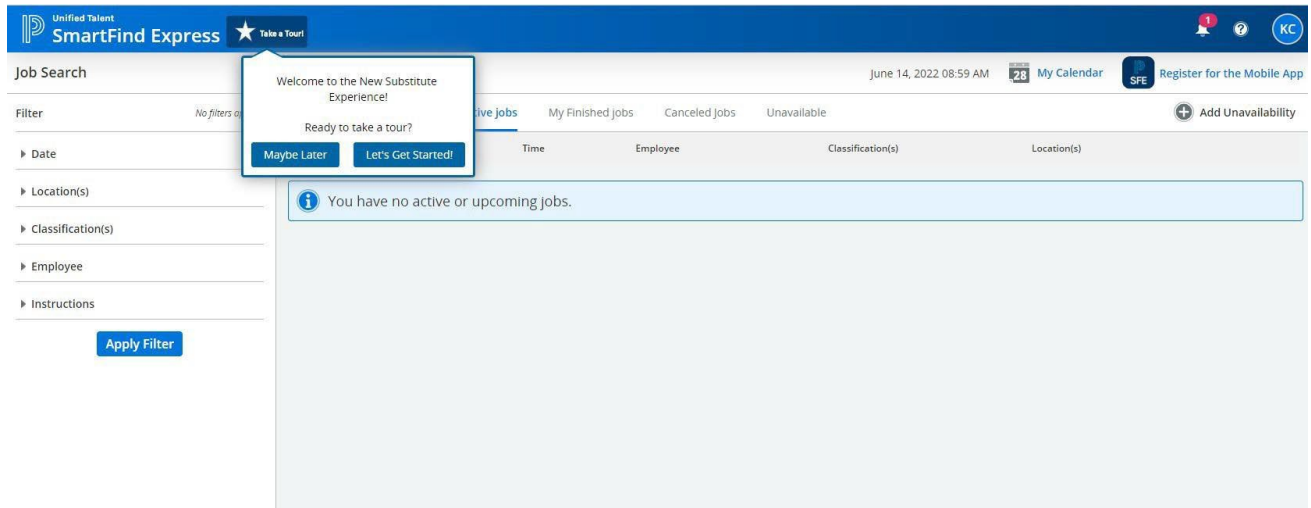 Unified Talent
SmartFind Express
Take a Tour!
1
?
KC
Job Search
June 14, 2022 08:59 AM
28
My Calendar
SFE
Register for the Mobile App
Welcome to the New Substitute
Experience!
Ready to take a tour?
Maybe Later
Let's Get Started!
Filter
No filters
jobs
My Finished jobs
Canceled Jobs
Unavailable
Add Unavailability
Date
Location(s)
Classification(s)
Employee
Instructions
Apply Filter
Time
Employee
Classification(s)
Location(s)
You have no active or upcoming jobs.